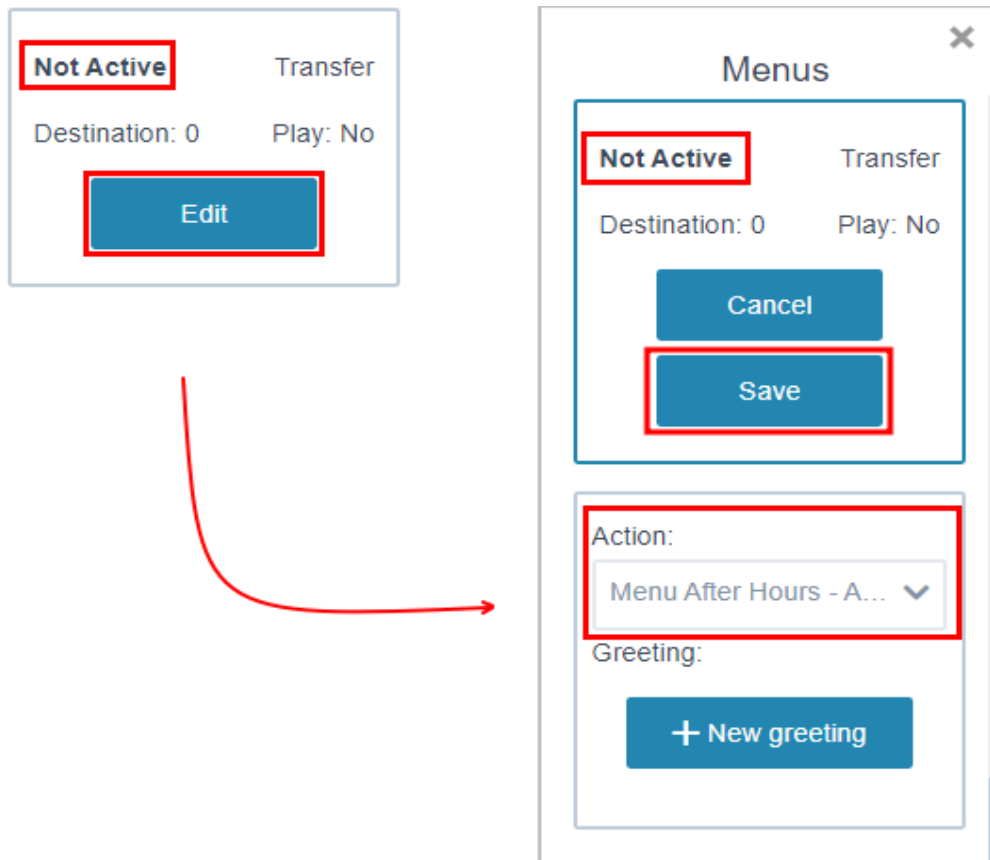 Not Active Transfer
Destination: 0 Play: No
Edit
Menus
Not Active Transfer
Destination: 0 Play: No
Cancel
Save
Action:
Menu After Hours - A...
Greeting:
+ New greeting